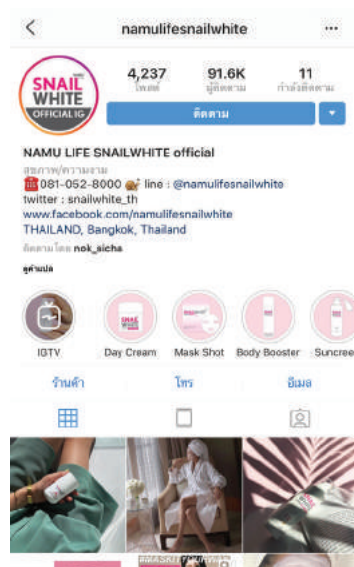 namulifesnailwhite
SNAIL
WHITE
OFFICIAL IG
4,237
91.6K
11
โพสต์
ผู้ติดตาม
กำลังติดตาม
ติดตาม
NAMU LIFE SNAILWHITE official
สุขภาพ/ความงาม
☎️081-052-8000 🐌 line : @namulifesnailwhite
twitter : snailwhite_th
www.facebook.com/namulifesnailwhite
THAILAND, Bangkok, Thailand
ติดตามโดย nok_sicha
ดูคำแปล
IGTV
Day Cream
Mask Shot
Body Booster
Suncree
ร้านค้า
โทร
อีเมล
#MASKITYOURWAY